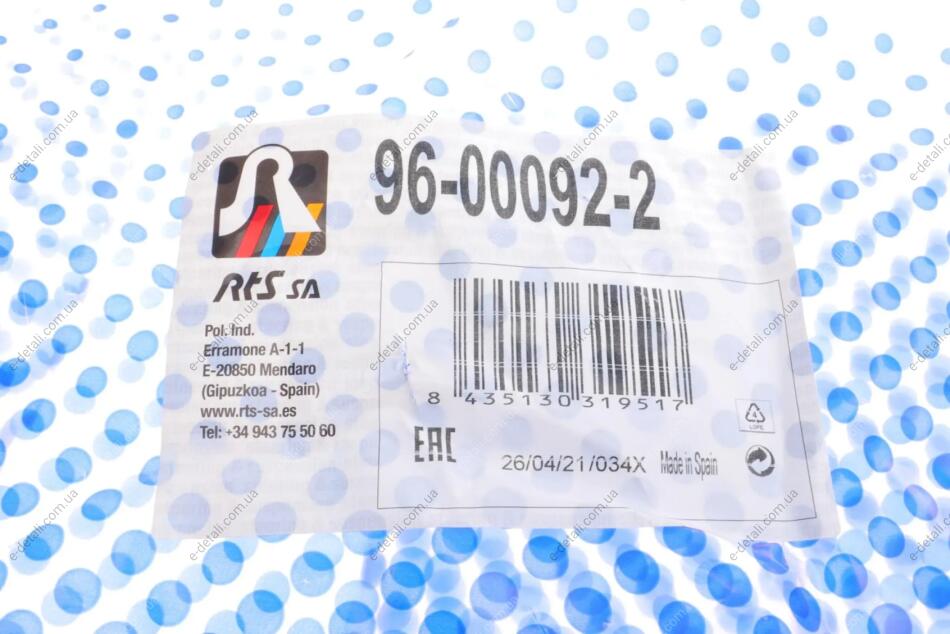 96-00092-2
RtS SA
Pol. Ind.
Erramone A-1-1
E-20850 Mendaro
(Gipuzkoa - Spain)
www.rts-sa.es
Tel: +34 943 75 50 60
8 435130 319517
EAC
26/04/21/034X Made in Spain
4
LDPE
e-detali.com.ua